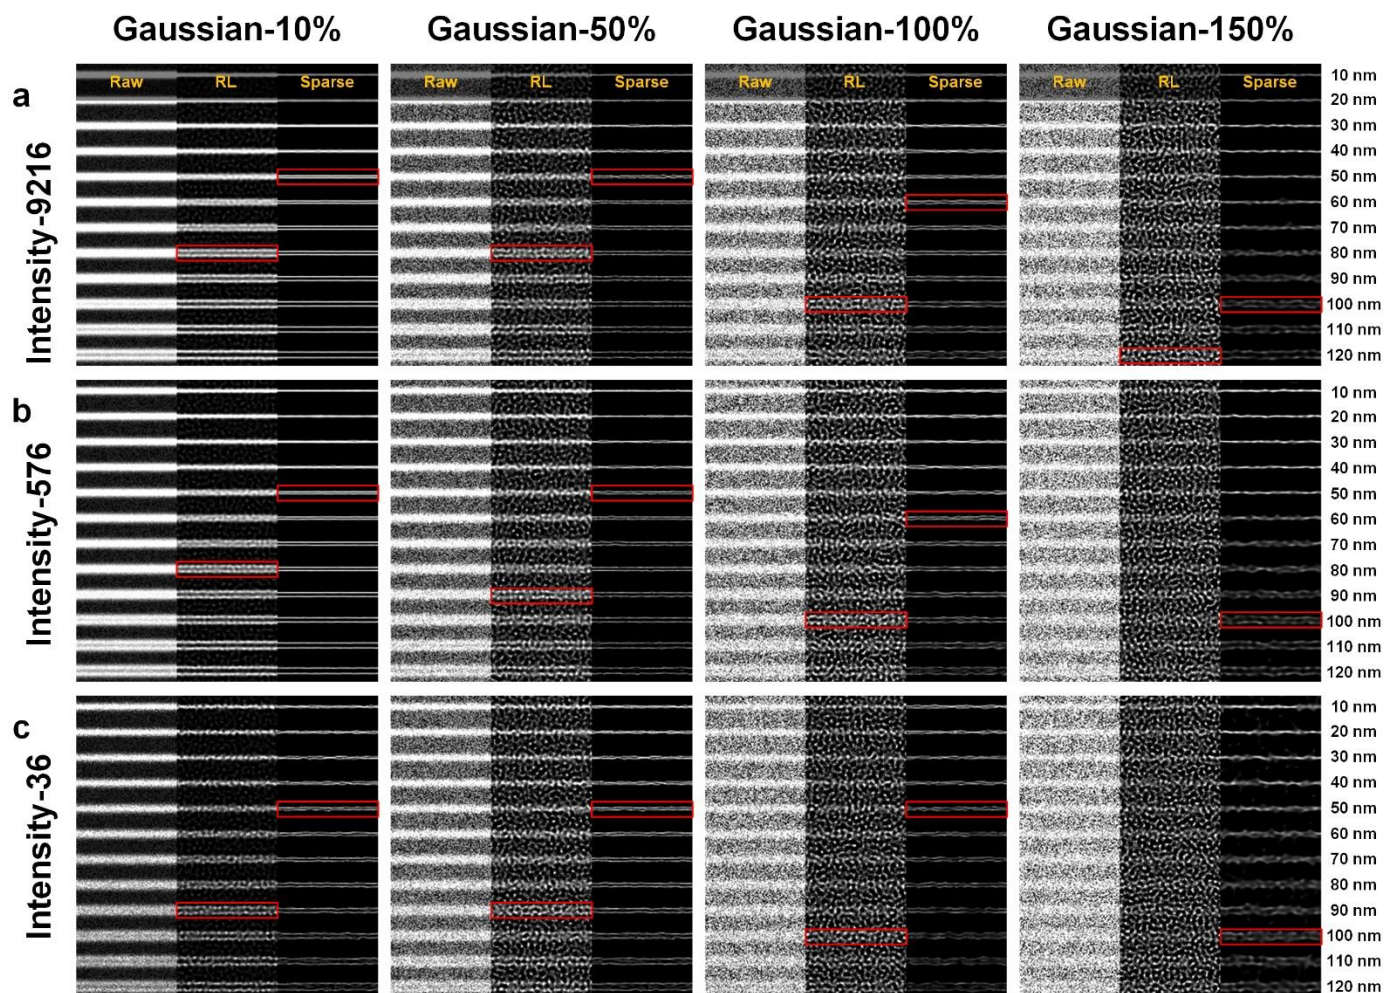 Gaussian-10% Gaussian-50% Gaussian-100% Gaussian-150%
a
Intensity-9216
Raw RL Sparse Raw RL Sparse Raw RL Sparse Raw RL Sparse
10 nm
20 nm
30 nm
40 nm
50 nm
60 nm
70 nm
80 nm
90 nm
100 nm
110 nm
120 nm
b
Intensity-576
10 nm
20 nm
30 nm
40 nm
50 nm
60 nm
70 nm
80 nm
90 nm
100 nm
110 nm
120 nm
c
Intensity-36
10 nm
20 nm
30 nm
40 nm
50 nm
60 nm
70 nm
80 nm
90 nm
100 nm
110 nm
120 nm